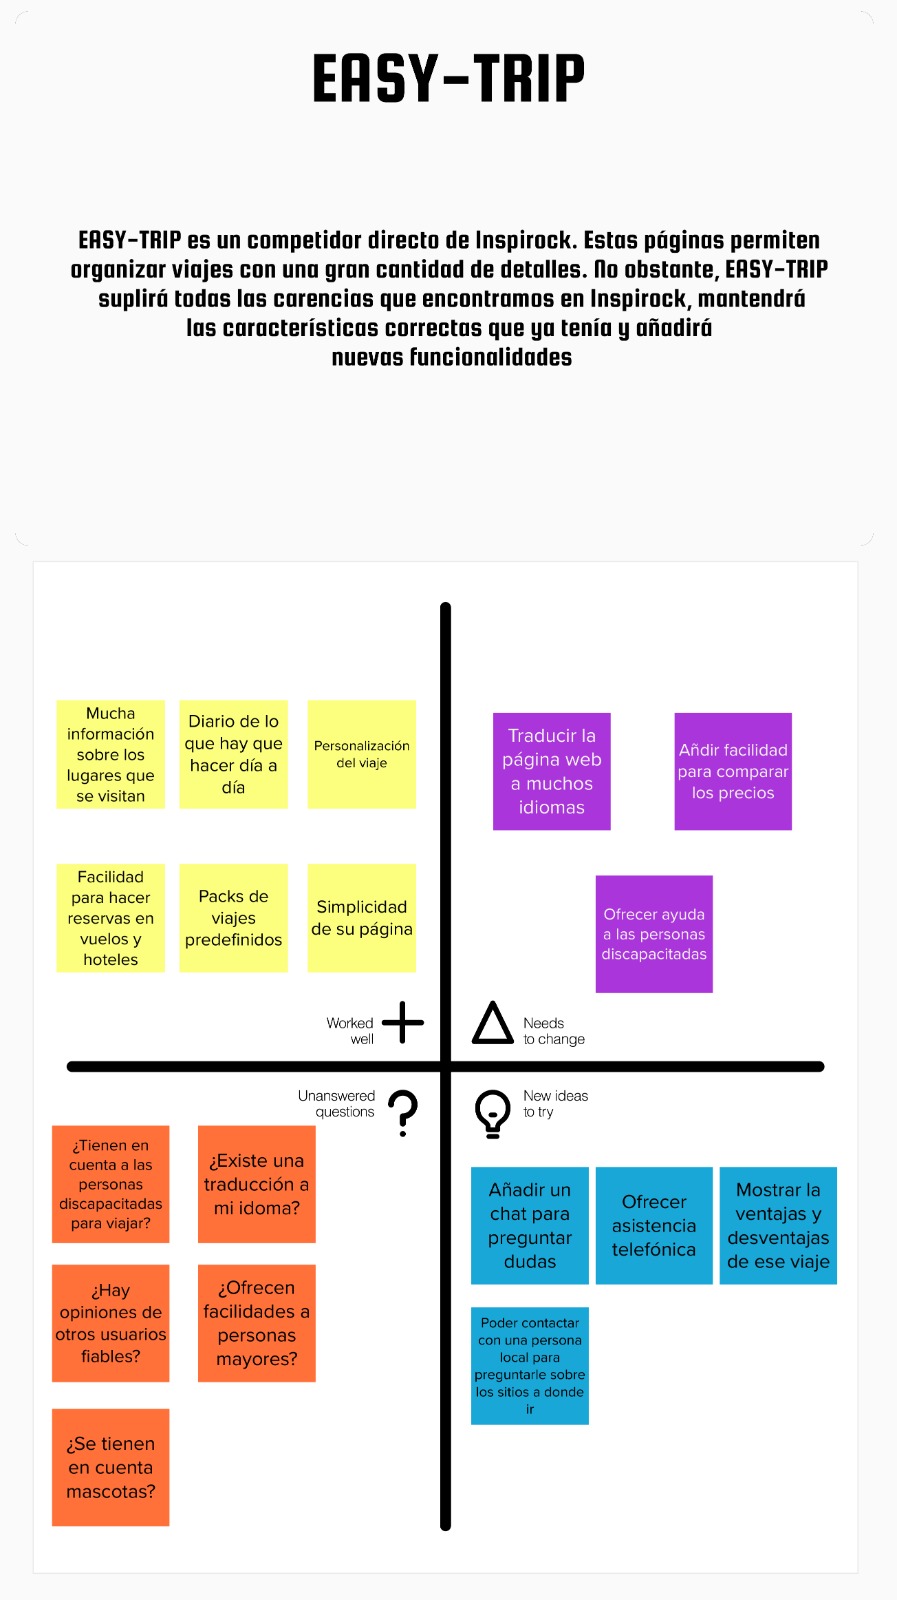 EASY-TRIP
EASY-TRIP es un competidor directo de Inspirock. Estas páginas permiten
organizar viajes con una gran cantidad de detalles. No obstante, EASY-TRIP
suplirá todas las carencias que encontramos en Inspirock, mantendrá
las características correctas que ya tenía y añadirá
nuevas funcionalidades
Mucha
información
sobre los
lugares que
se visitan
Diario de lo
que hay que
hacer día a
día
Personalización
del viaje
Facilidad
para hacer
reservas en
vuelos y
hoteles
Packs de
viajes
predefinidos
Simplicidad
de su página
Worked
well
Traducir la
página web
a muchos
idiomas
Añdir facilidad
para comparar
los precios
Ofrecer ayuda
a las personas
discapacitadas
Needs
to change
Unanswered
questions
¿Tienen en
cuenta a las
personas
discapacitadas
para viajar?
¿Existe una
traducción a
mi idoma?
¿Hay
opiniones de
otros usuarios
fiables?
¿Ofrecen
facilidades a
personas
mayores?
¿Se tienen
en cuenta
mascotas?
New ideas
to try
Añadir un
chat para
preguntar
dudas
Ofrecer
asistencia
telefónica
Mostrar la
ventajas y
desventajas
de ese viaje
Poder contactar
con una persona
local para
preguntarle sobre
los sitios a donde
ir